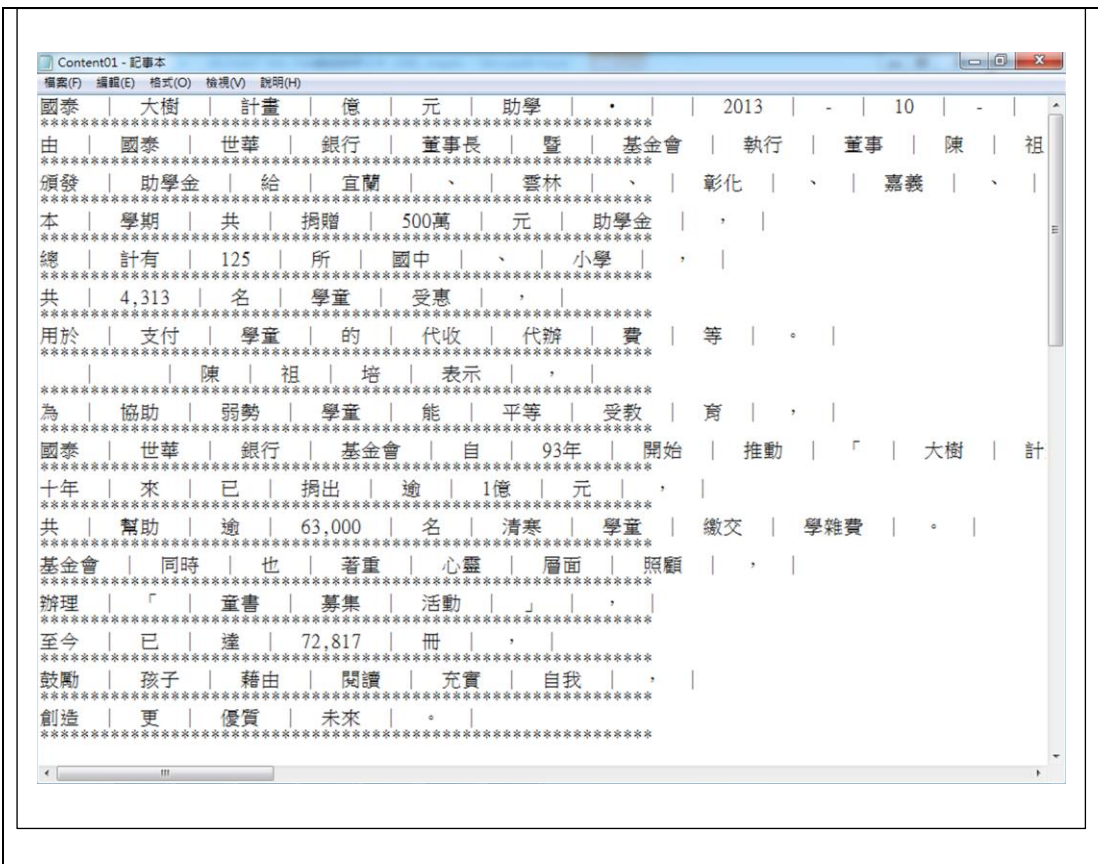 Content01 - 記事本
檔案(F) 編輯(E) 格式(O) 檢視(V) 說明(H)
國泰 | 大樹 | 計畫 | 億 | 元 | 助學 | ‧ | | 2013 | - | 10 | - |
*************************************************************
由 | 國泰 | 世華 | 銀行 | 董事長 | 暨 | 基金會 | 執行 | 董事 | 陳 | 祖
*************************************************************
頒發 | 助學金 | 給 | 宜蘭 | 、 | 雲林 | 、 | 彰化 | 、 | 嘉義 | 、 |
*************************************************************
本 | 學期 | 共 | 捐贈 | 500萬 | 元 | 助學金 | , |
*************************************************************
總 | 計有 | 125 | 所 | 國中 | 、 | 小學 | , |
*************************************************************
共 | 4,313 | 名 | 學童 | 受惠 | , |
*************************************************************
用於 | 支付 | 學童 | 的 | 代收 | 代辦 | 費 | 等 | 。 |
*************************************************************
| | 陳 | 祖 | 培 | 表示 | , |
*************************************************************
為 | 協助 | 弱勢 | 學童 | 能 | 平等 | 受教 | 育 | , |
*************************************************************
國泰 | 世華 | 銀行 | 基金會 | 自 | 93年 | 開始 | 推動 | 「 | 大樹 | 計
*************************************************************
十年 | 來 | 已 | 捐出 | 逾 | 1億 | 元 | , |
*************************************************************
共 | 幫助 | 逾 | 63,000 | 名 | 清寒 | 學童 | 繳交 | 學雜費 | 。 |
*************************************************************
基金會 | 同時 | 也 | 著重 | 心靈 | 層面 | 照顧 | , |
*************************************************************
辦理 | 「 | 童書 | 募集 | 活動 | 」 | , |
*************************************************************
至今 | 已 | 達 | 72,817 | 冊 | , |
*************************************************************
鼓勵 | 孩子 | 藉由 | 閱讀 | 充實 | 自我 | , |
*************************************************************
創造 | 更 | 優質 | 未來 | 。 |
*************************************************************